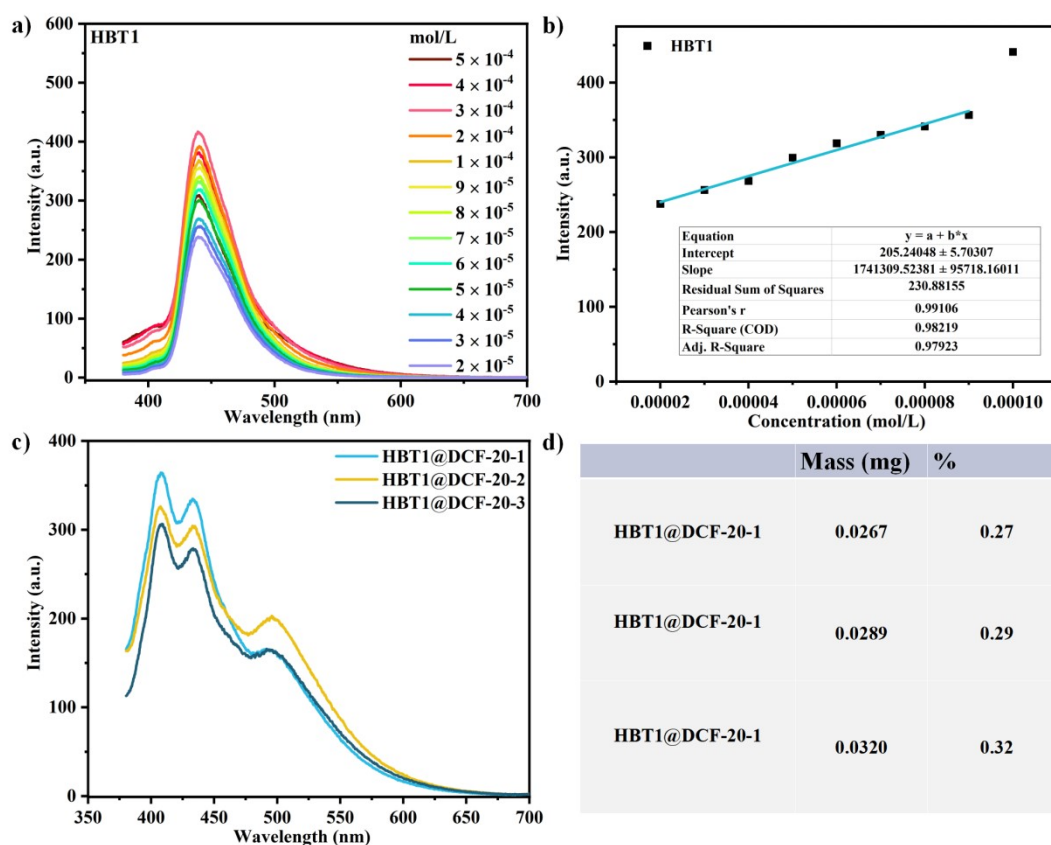 a)
HBT1
mol/L
5 × 10-4
4 × 10-4
3 × 10-4
2 × 10-4
1 × 10-4
9 × 10-5
8 × 10-5
7 × 10-5
6 × 10-5
5 × 10-5
4 × 10-5
3 × 10-5
2 × 10-5
600
500
400
300
200
100
0
Intensity (a.u.)
400 500 600 700
Wavelength (nm)
b)
HBT1
400
300
200
100
0
Intensity (a.u.)
Equation y = a + b*x
Intercept 205.24048 ± 5.70307
Slope 1741309.52381 ± 95718.16011
Residual Sum of Squares 230.88155
Pearson's r 0.99106
R-Square (COD) 0.98219
Adj. R-Square 0.97923
0.00002 0.00004 0.00006 0.00008 0.00010
Concentration (mol/L)
c)
HBT1@DCF-20-1
HBT1@DCF-20-2
HBT1@DCF-20-3
400
300
200
100
0
Intensity (a.u.)
350 400 450 500 550 600 650 700
Wavelength (nm)
d)
Mass (mg) %
HBT1@DCF-20-1 0.0267 0.27
HBT1@DCF-20-1 0.0289 0.29
HBT1@DCF-20-1 0.0320 0.32